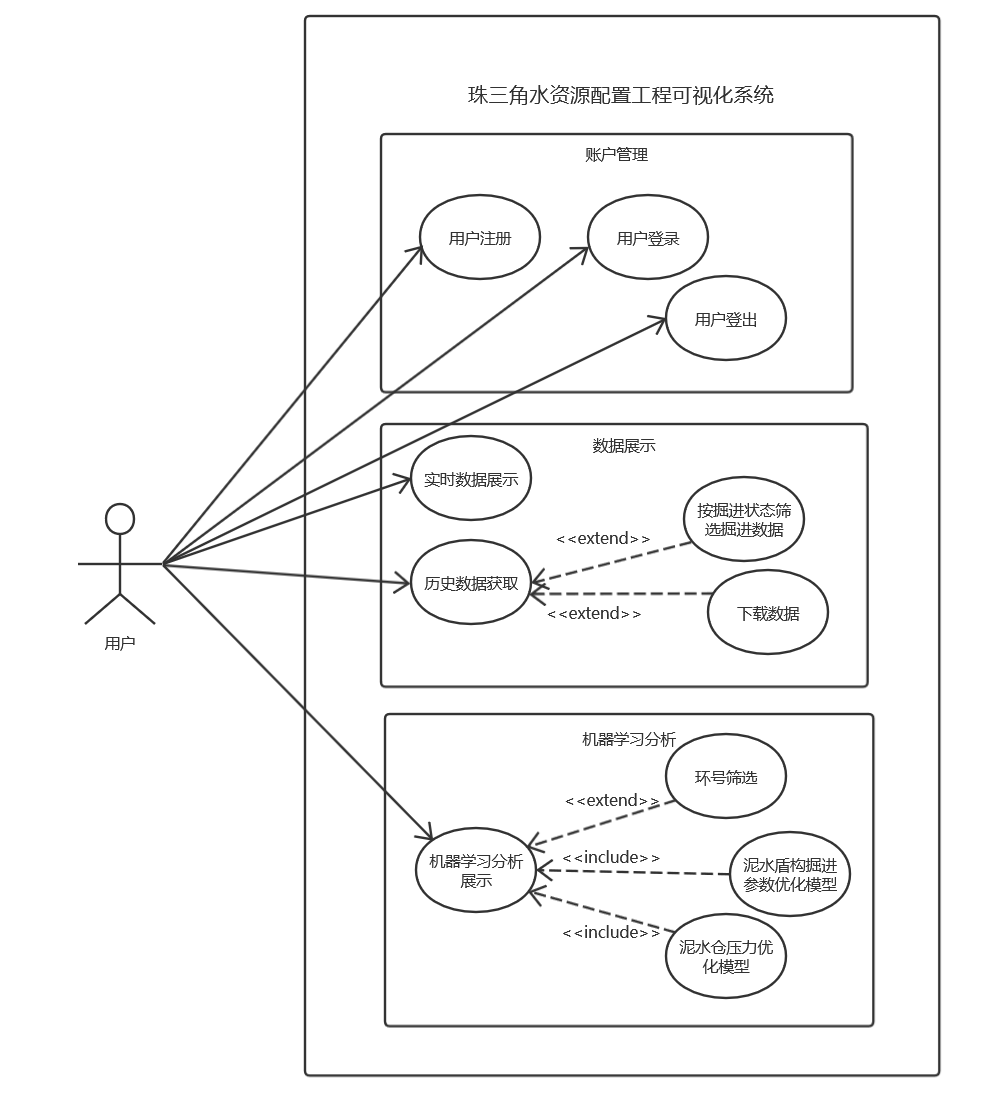 珠三角水资源配置工程可视化系统
账户管理
用户注册
用户登录
用户登出
数据展示
实时数据展示
按掘进状态筛
选掘进数据
<<extend>>
历史数据获取
<<extend>>
下载数据
用户
机器学习分析
环号筛选
<<extend>>
机器学习分析
展示
<<include>>
泥水盾构掘进
参数优化模型
<<include>>
泥水仓压力优
化模型